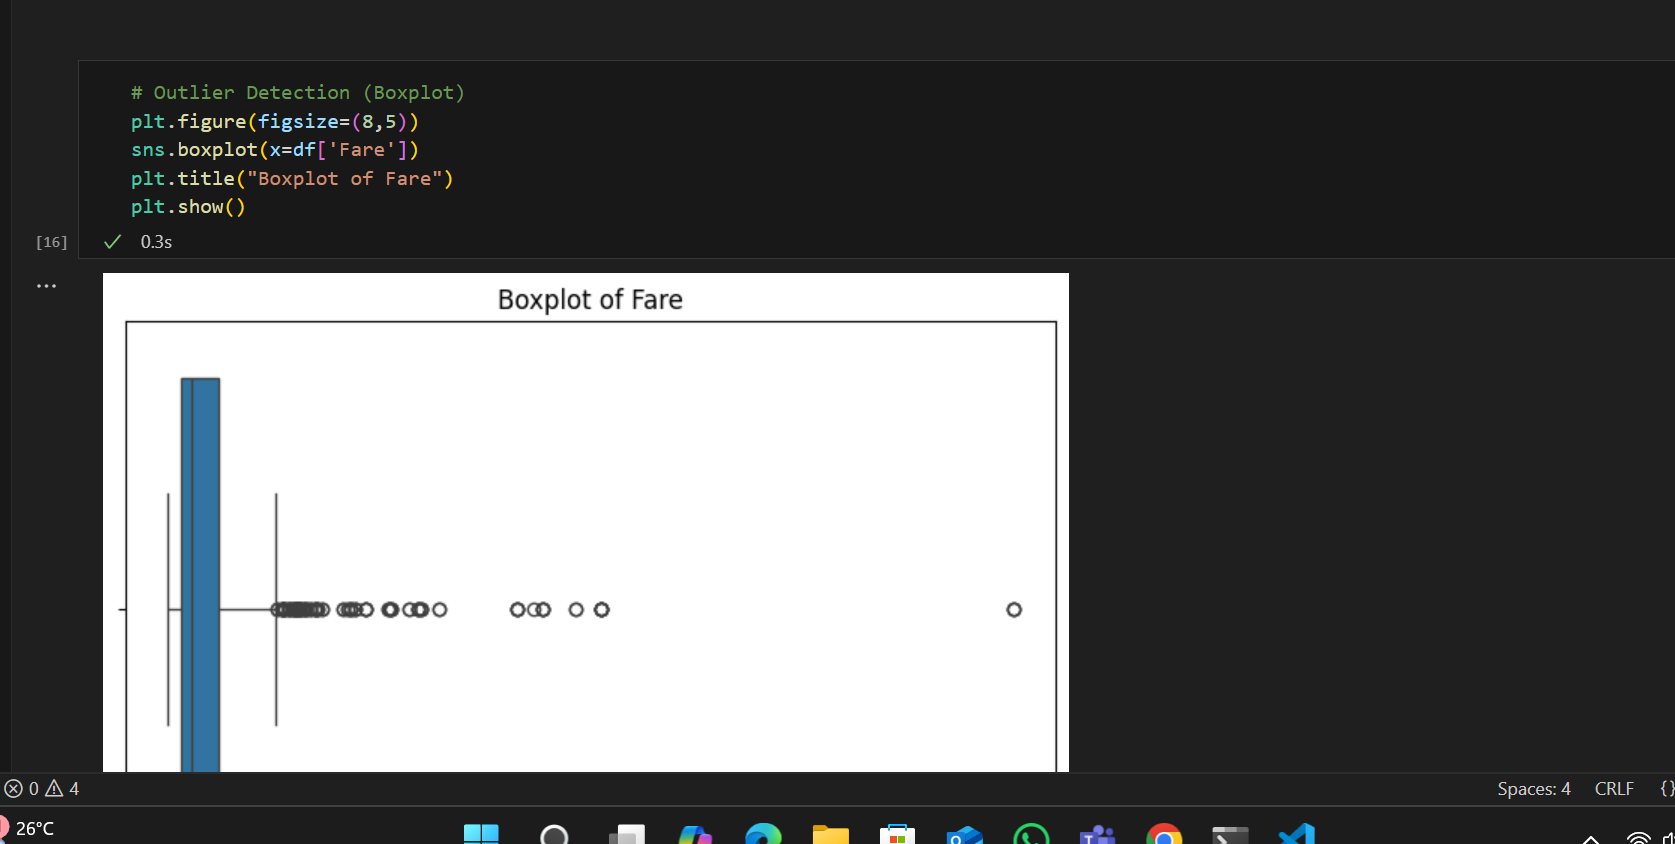 # Outlier Detection (Boxplot)
plt.figure(figsize=(8,5))
sns.boxplot(x=df['Fare'])
plt.title("Boxplot of Fare")
plt.show()
[16]
0.3s
...
Boxplot of Fare
0
4
Spaces: 4
CRLF
{}
26°C